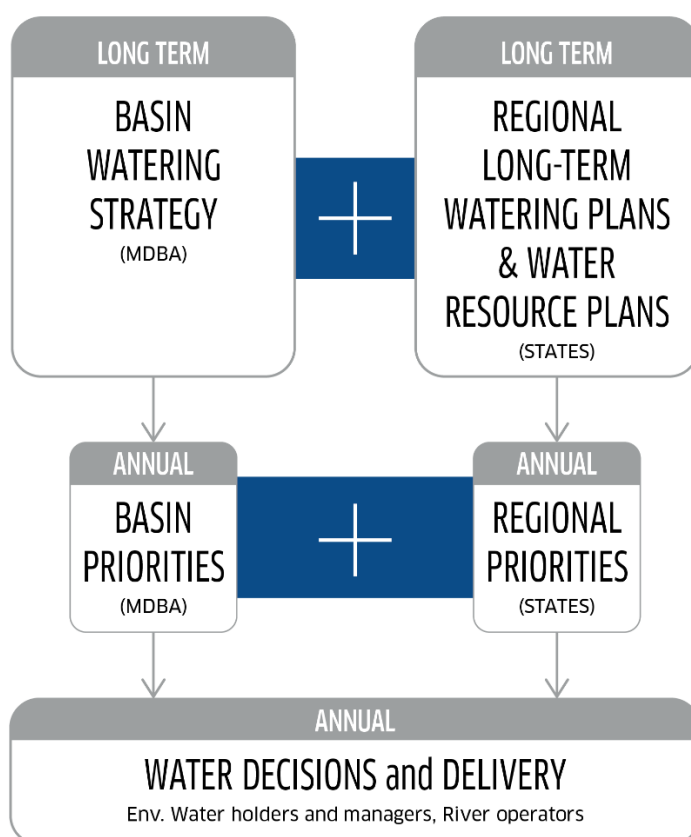 LONG TERM
BASIN
WATERING
STRATEGY
(MDBA)
LONG TERM
REGIONAL
LONG-TERM
WATERING PLANS
& WATER
RESOURCE PLANS
(STATES)
ANNUAL
BASIN
PRIORITIES
(MDBA)
ANNUAL
REGIONAL
PRIORITIES
(STATES)
ANNUAL
WATER DECISIONS and DELIVERY
Env. Water holders and managers, River operators